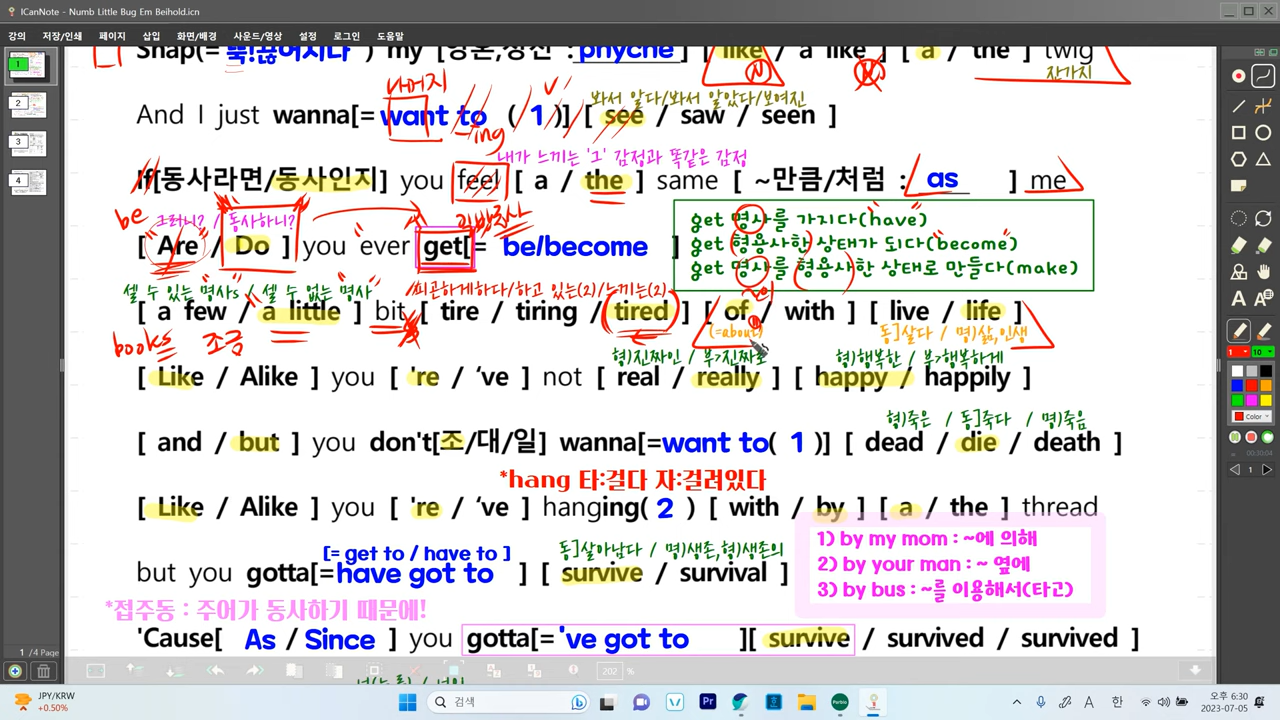 ICanNote - Numb Little Bug Em Beihold.icn
강의 저장/인쇄 페이지 삽입 화면/배경 사운드/영상 설정 로그인 도움말
Snap(= 뚝!끊어지다 ) my [영혼,정신 : phyche ] [ like / a like ] [ a / the ] twig
잔가지
나머지
봐서 알다/봐서 알았다/보여진
And I just wanna[= want to ( 1 )] [ see / saw / seen ]
-ing
내가 느끼는 '그' 감정과 똑같은 감정
If[동사라면/동사인지] you feel [ a / the ] same [ ~만큼/처럼 : as ] me
be 그러니? / 동사하니?
[ Are / Do ] you ever get[= be/become ]
get 명사를 가지다(have)
get 형용사한 상태가 되다(become)
get 명사를 형용사한 상태로 만들다(make)
셀 수 있는 명사s / 셀 수 없는 명사 피곤하게하다/하고 있는(2)/느끼는(2)
[ a few / a little ] bit [ tire / tiring / tired ] [ of / with ] [ live / life ]
books 조금 (=about) 동]살다 / 명)삶,인생
형)진짜인 / 부>진짜로 형)행복한 / 부>행복하게
[ Like / Alike ] you [ 're / 've ] not [ real / really ] [ happy / happily ]
형)죽은 / 동]죽다 / 명)죽음
[ and / but ] you don't[조/대/일] wanna[=want to( 1 )] [ dead / die / death ]
*hang 타:걸다 자:걸려있다
[ Like / Alike ] you [ 're / 've ] hanging( 2 ) [ with / by ] [ a / the ] thread
1) by my mom : ~에 의해
2) by your man : ~ 옆에
3) by bus : ~를 이용해서(타고)
[= get to / have to ] 동]살아남다 / 명)생존,형)생존의
but you gotta[=have got to ] [ survive / survival ]
*접주동 : 주어가 동사하기 때문에!
'Cause[ As / Since ] you gotta[= 've got to ][ survive / survived / survived ]
1 / 4 Page
202 %
JPY/KRW
+0.50%
검색
오후 6:30
2023-07-05